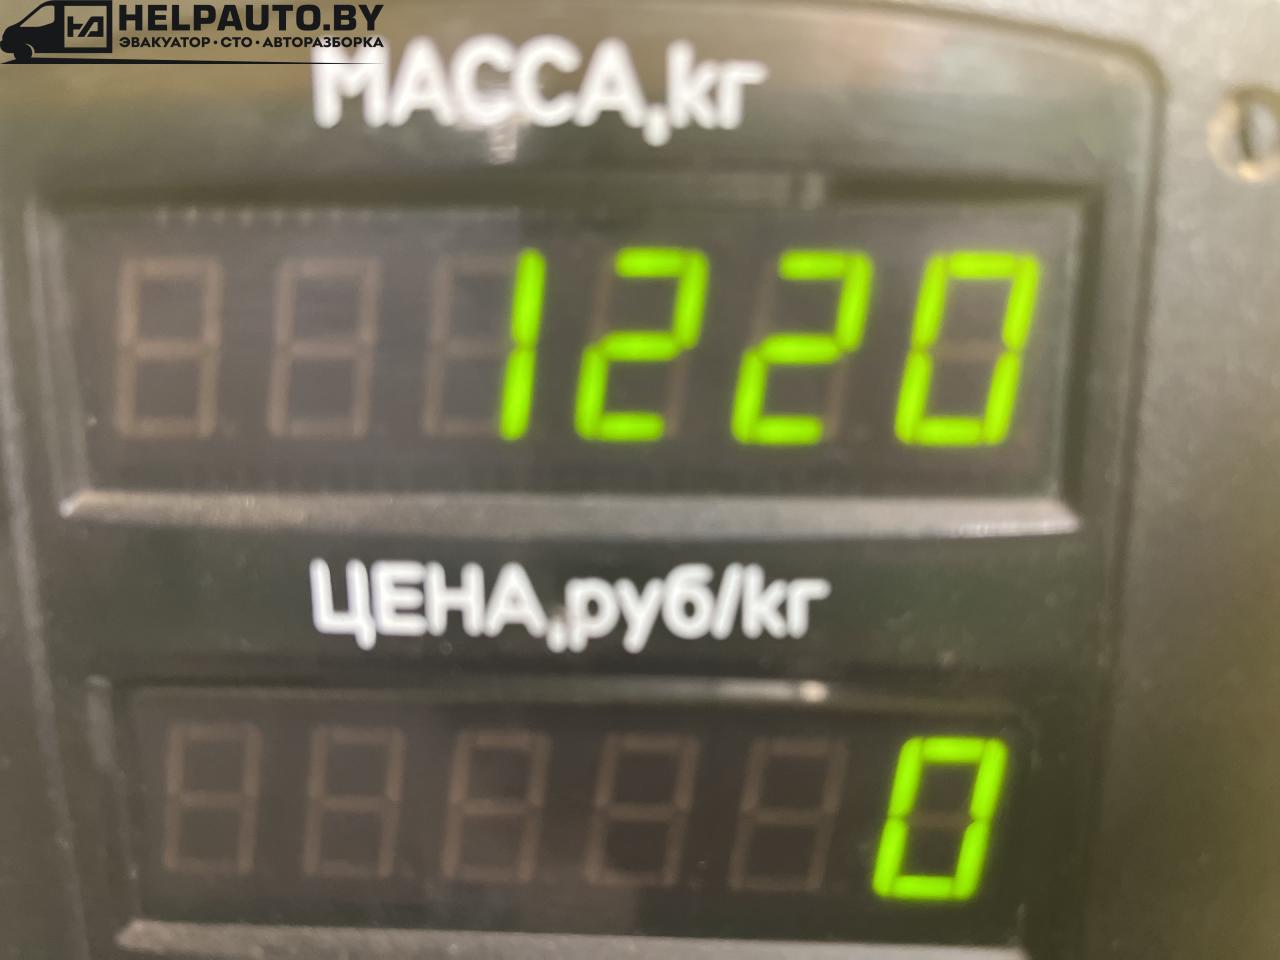 HELPAUTO.BY
ЭВАКУАТОР · СТО · АВТОРАЗБОРКА
МАССА,кг
1220
ЦЕНА,руб/кг
0